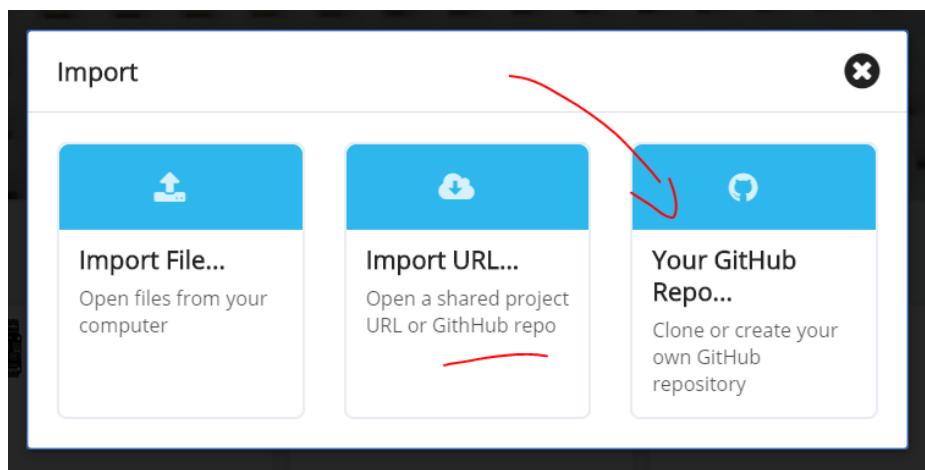 Import
Import File...
Open files from your
computer
Import URL...
Open a shared project
URL or GithHub repo
Your GitHub
Repo...
Clone or create your
own GitHub
repository